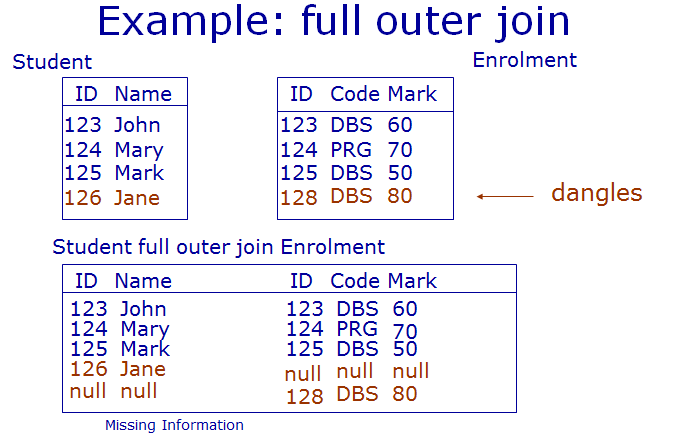 Example: full outer join
Student
Enrolment
ID Name
ID Code Mark
123 John
123 DBS 60
124 Mary
124 PRG 70
125 Mark
125 DBS 50
126 Jane
128 DBS 80
dangles
Student full outer join Enrolment
ID Name ID Code Mark
123 John 123 DBS 60
124 Mary 124 PRG 70
125 Mark 125 DBS 50
126 Jane null null null
null null 128 DBS 80
Missing Information